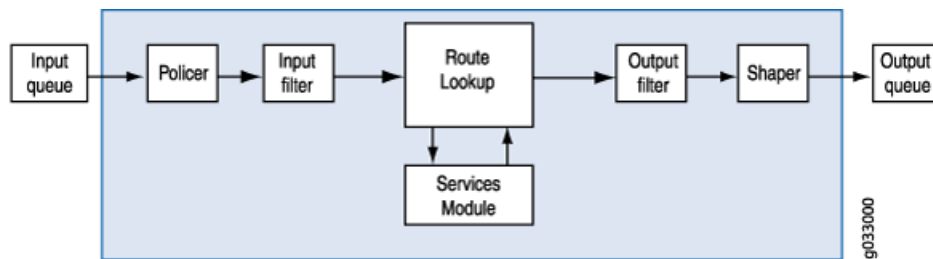 Input
queue
Policer
Input
filter
Route
Lookup
Output
filter
Shaper
Output
queue
Services
Module
g033000